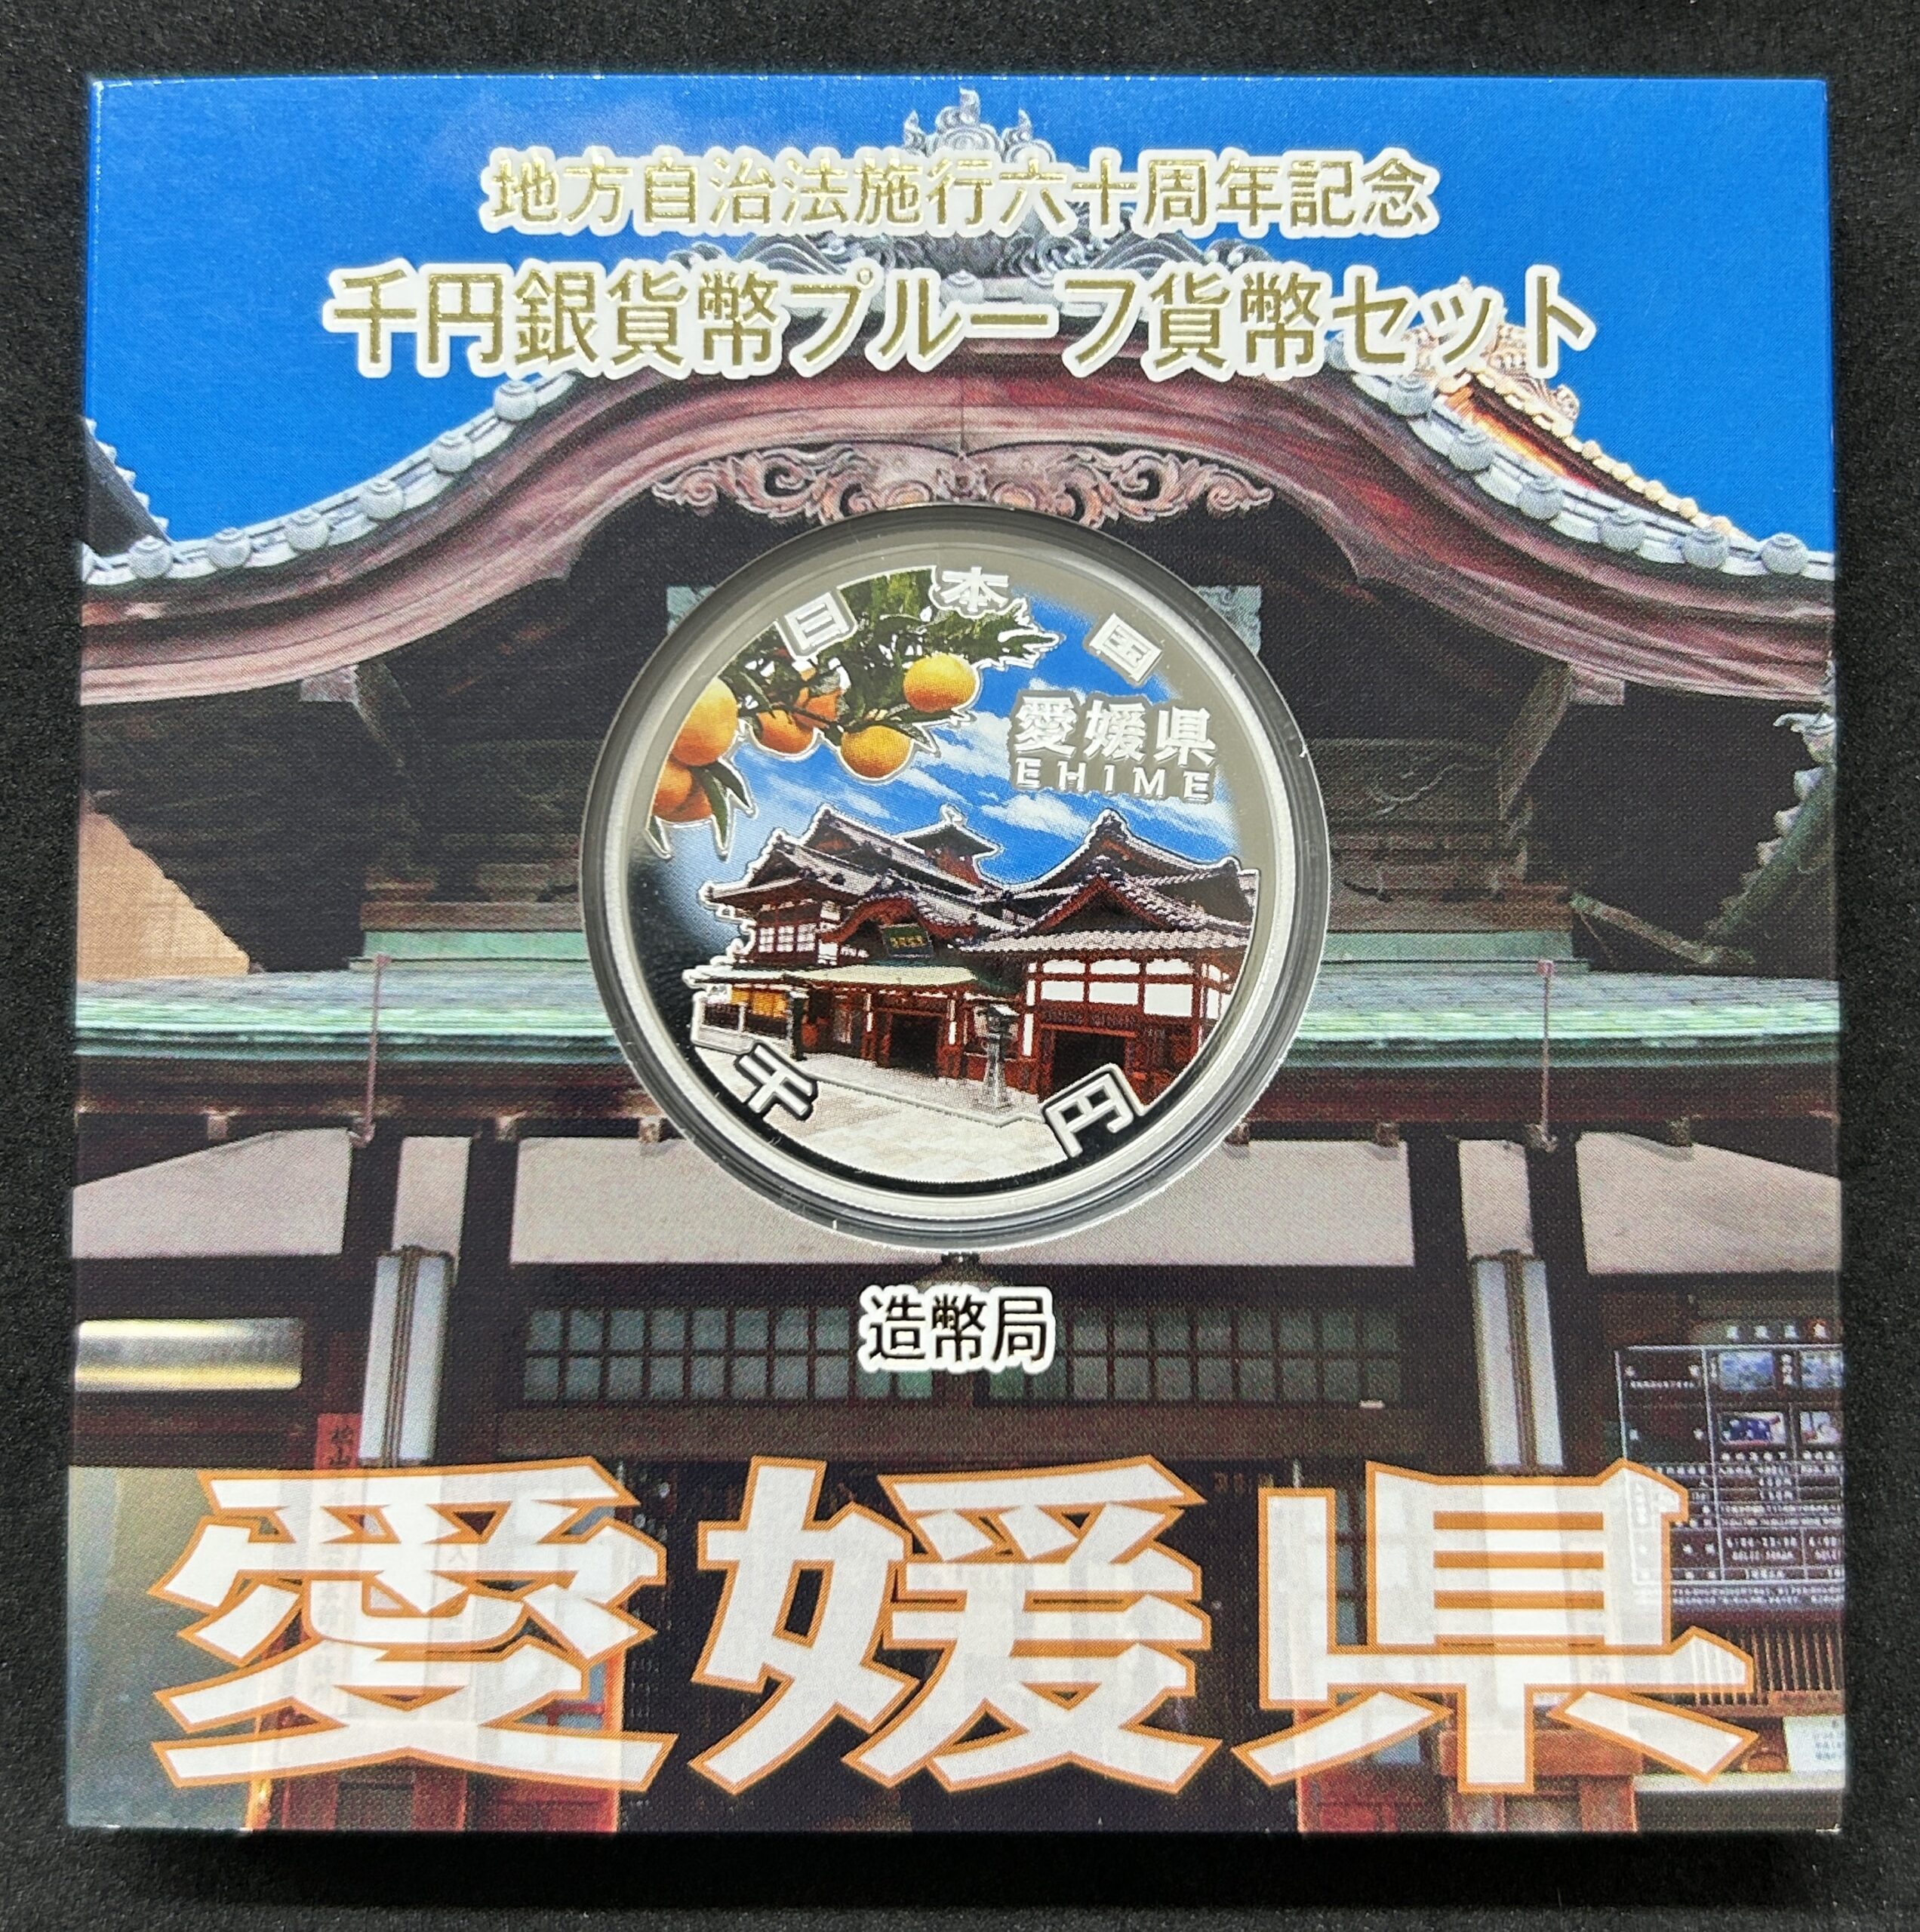 地方自治法施行六十周年記念
千円銀貨幣プルーフ貨幣セット
日本国
愛媛県
EHIME
千円
造幣局
愛媛県